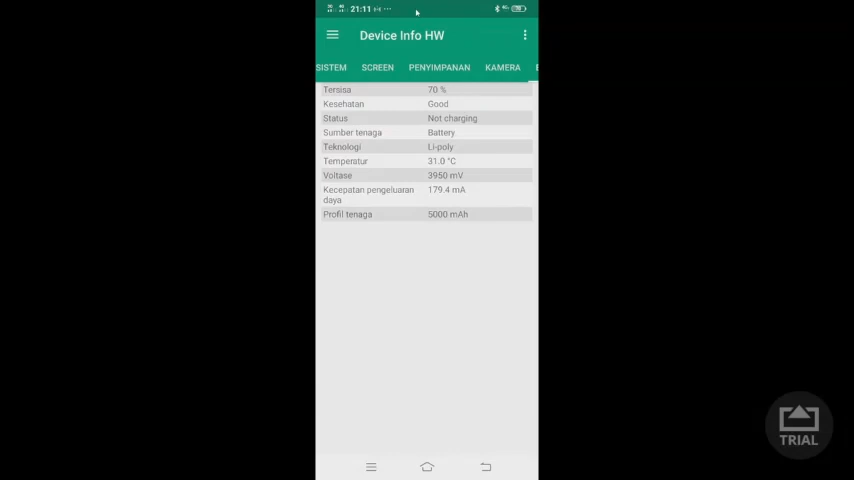 21:11
Device Info HW
SISTEM SCREEN PENYIMPANAN KAMERA
Tersisa 70 %
Kesehatan Good
Status Not charging
Sumber tenaga Battery
Teknologi Li-poly
Temperatur 31.0 °C
Voltase 3950 mV
Kecepatan pengeluaran 179.4 mA
daya
Profil tenaga 5000 mAh
TRIAL